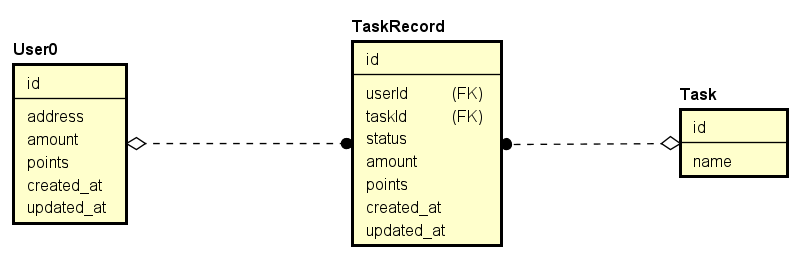 User0
id
address
amount
points
created_at
updated_at
TaskRecord
id
userId (FK)
taskId (FK)
status
amount
points
created_at
updated_at
Task
id
name